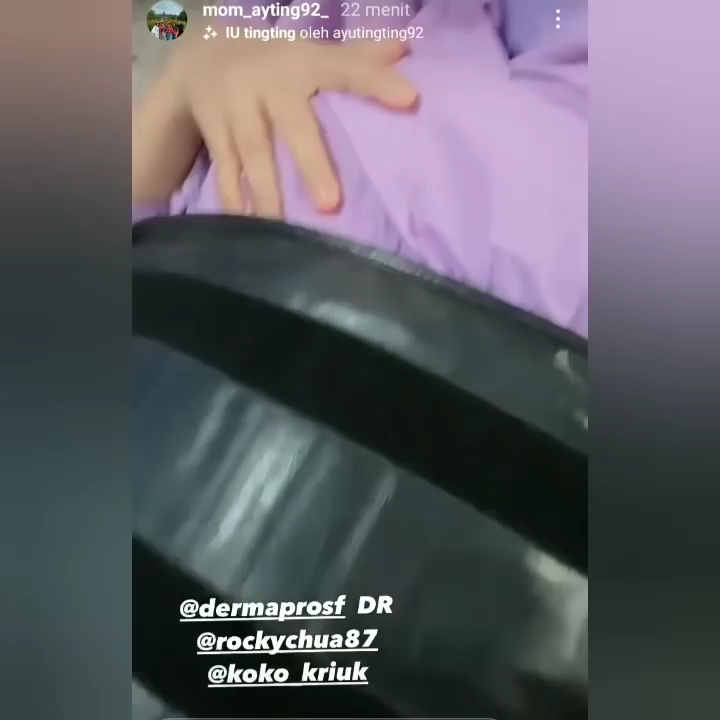 mom_ayting92_ 22 menit
IU tingting oleh ayutingting92
@dermaprosf DR
@rockychua87
@koko_kriuk